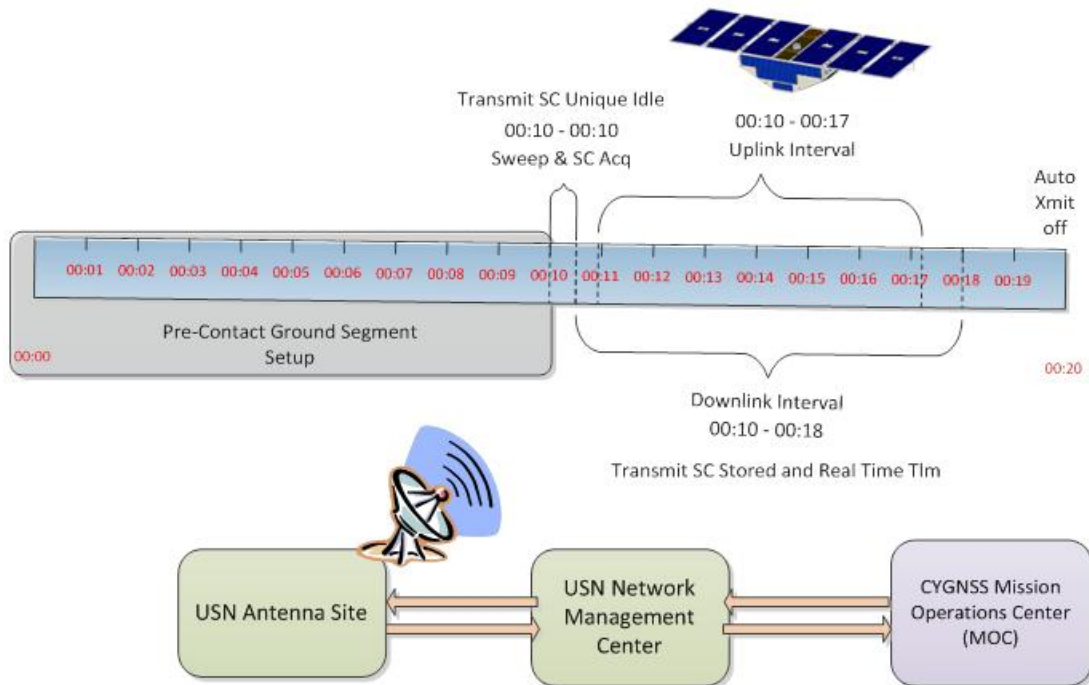 Transmit SC Unique Idle
00:10 - 00:10
Sweep & SC Acq
00:10 - 00:17
Uplink Interval
Auto
Xmit
off
00:01 00:02 00:03 00:04 00:05 00:06 00:07 00:08 00:09 00:10 00:11 00:12 00:13 00:14 00:15 00:16 00:17 00:18 00:19
Pre-Contact Ground Segment
Setup
00:00
00:20
Downlink Interval
00:10 - 00:18
Transmit SC Stored and Real Time Tlm
USN Antenna Site
USN Network
Management
Center
CYGNSS Mission
Operations Center
(MOC)